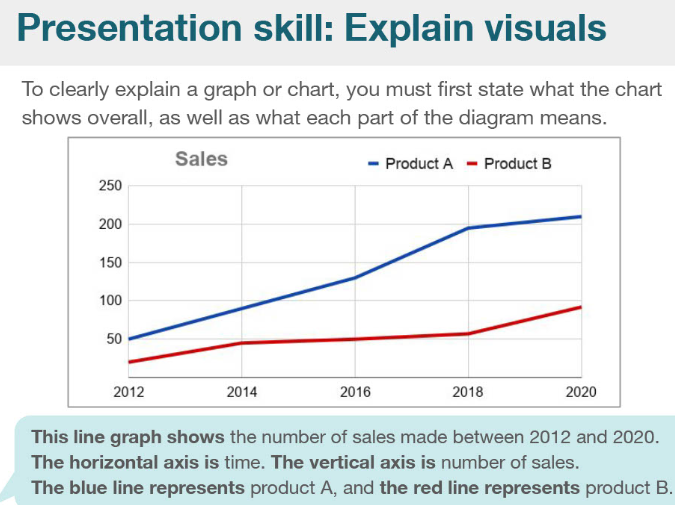 Presentation skill: Explain visuals
To clearly explain a graph or chart, you must first state what the chart
shows overall, as well as what each part of the diagram means.
Sales
Product A Product B
250
200
150
100
50
2012 2014 2016 2018 2020
This line graph shows the number of sales made between 2012 and 2020.
The horizontal axis is time. The vertical axis is number of sales.
The blue line represents product A, and the red line represents product B.